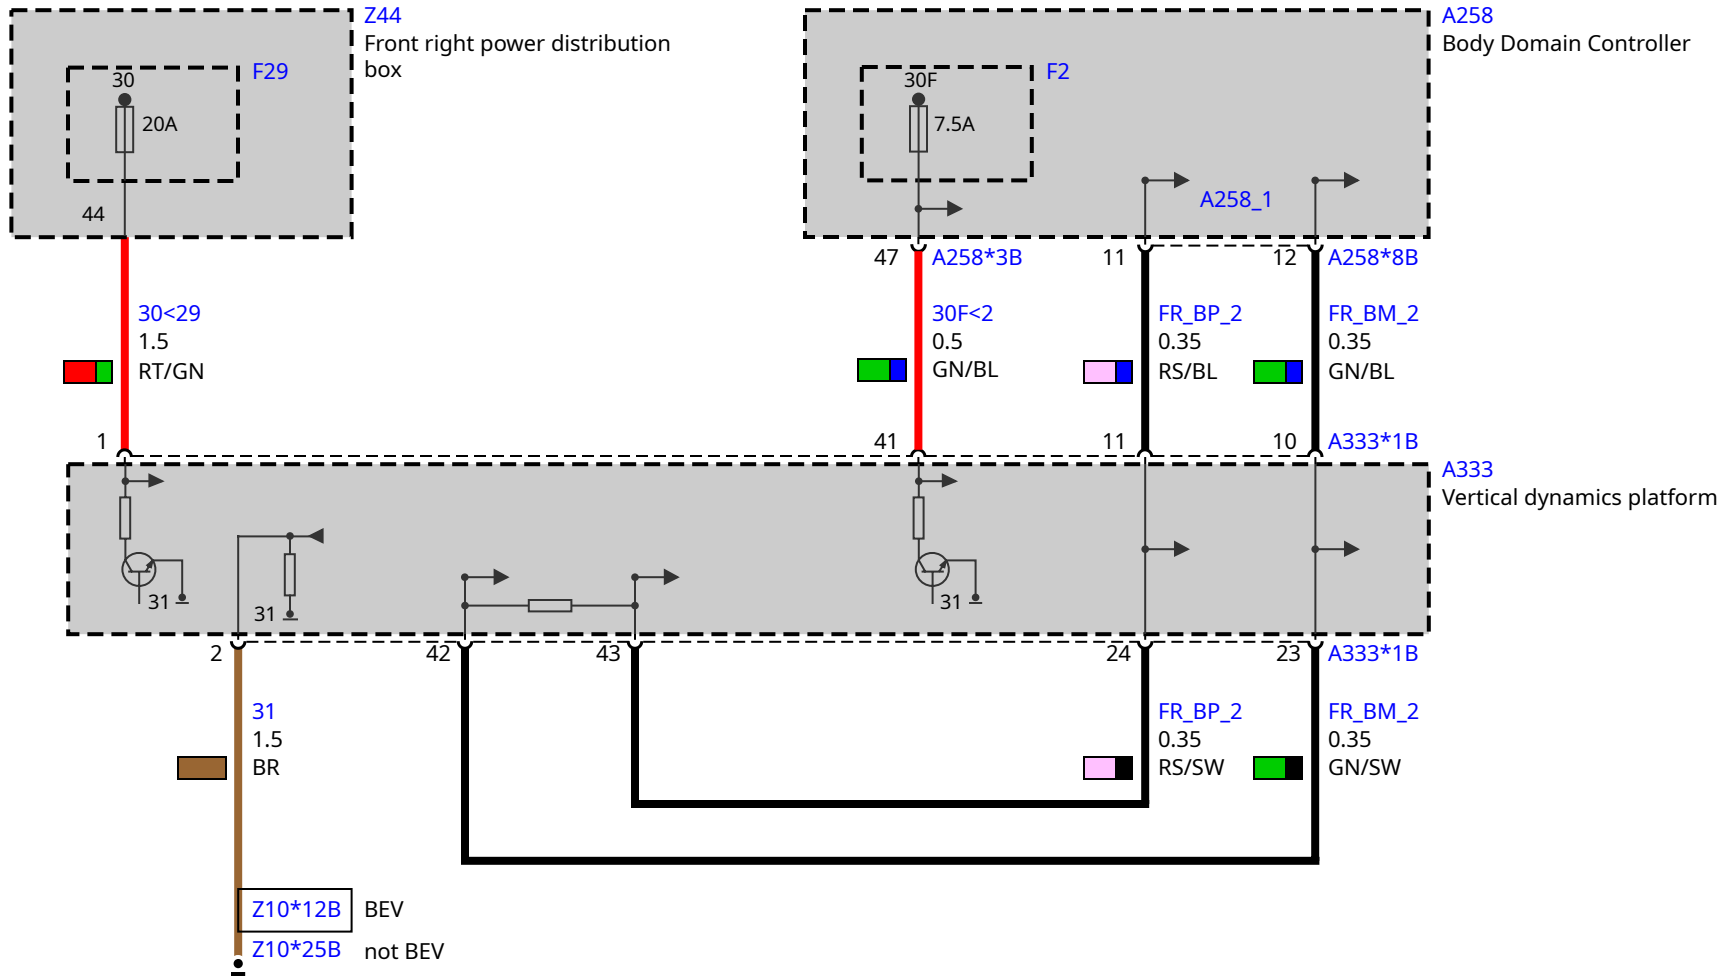 Z44
Front right power distribution
box
F29
30
20A
44
A258
Body Domain Controller
F2
30F
7.5A
A258_1
47
A258*3B
11
12
A258*8B
30<29
1.5
RT/GN
30F<2
0.5
GN/BL
FR_BP_2
0.35
RS/BL
FR_BM_2
0.35
GN/BL
1
41
11
10
A333*1B
A333
Vertical dynamics platform
31
31
31
2
42
43
24
23
A333*1B
31
1.5
BR
FR_BP_2
0.35
RS/SW
FR_BM_2
0.35
GN/SW
Z10*12B
BEV
Z10*25B
not BEV